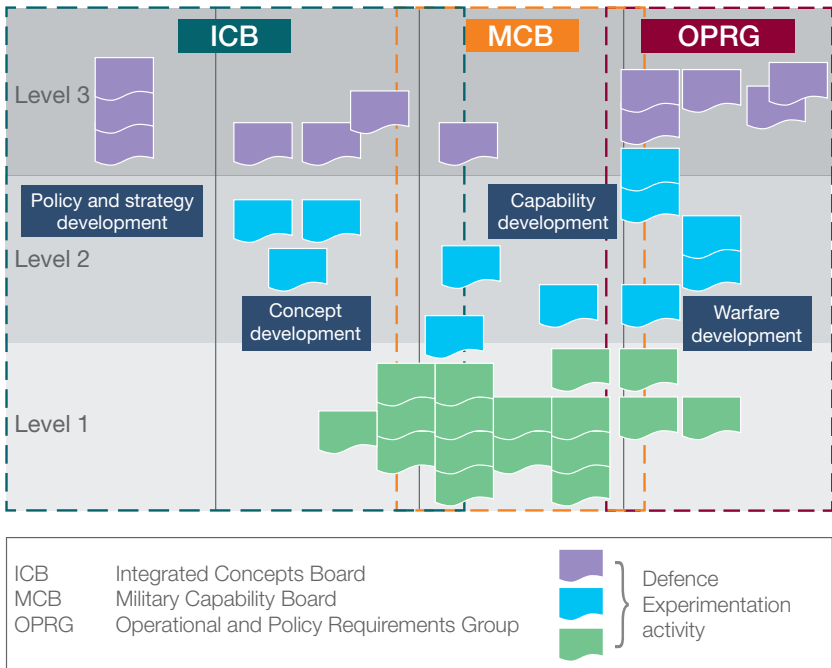 ICB
MCB
OPRG
Level 3
Policy and strategy
development
Capability
development
Level 2
Concept
development
Warfare
development
Level 1
ICB Integrated Concepts Board
MCB Military Capability Board
OPRG Operational and Policy Requirements Group
Defence
Experimentation
activity